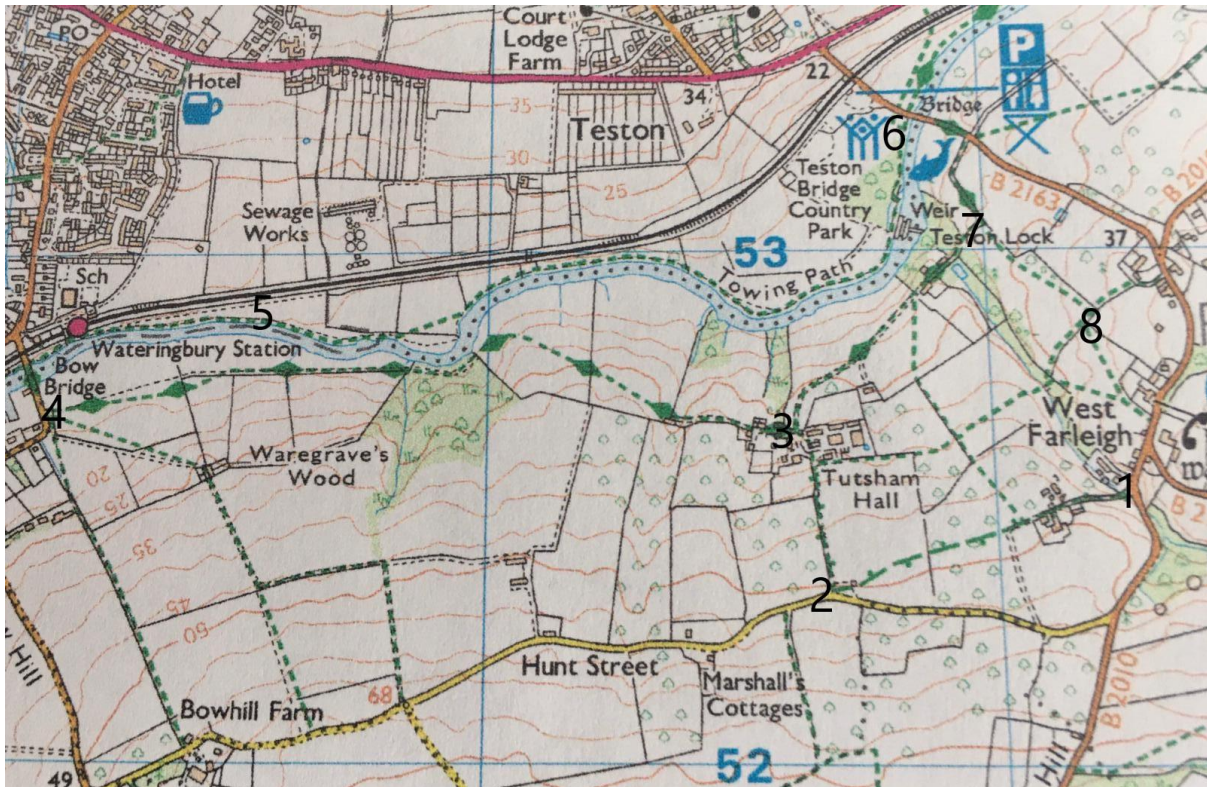 Court
Lodge
Farm
PO
Hotel
22
P
34
35
Bridge
Teston
30
6
25
Teston
Bridge
Country
Park
B 2163
B 2010
Sewage
Works
Weir
7
Teston Lock
37
53
Sch
Towing Path
5
8
Wateringbury Station
Bow
Bridge
4
West
Farleigh
3
Waregrave's
Wood
20
25
Tutsham
Hall
1
B 2
35
45
2
50
Hunt Street
Hill
68
Marshall's
Cottages
Bowhill Farm
B 2010
52
Hill
49